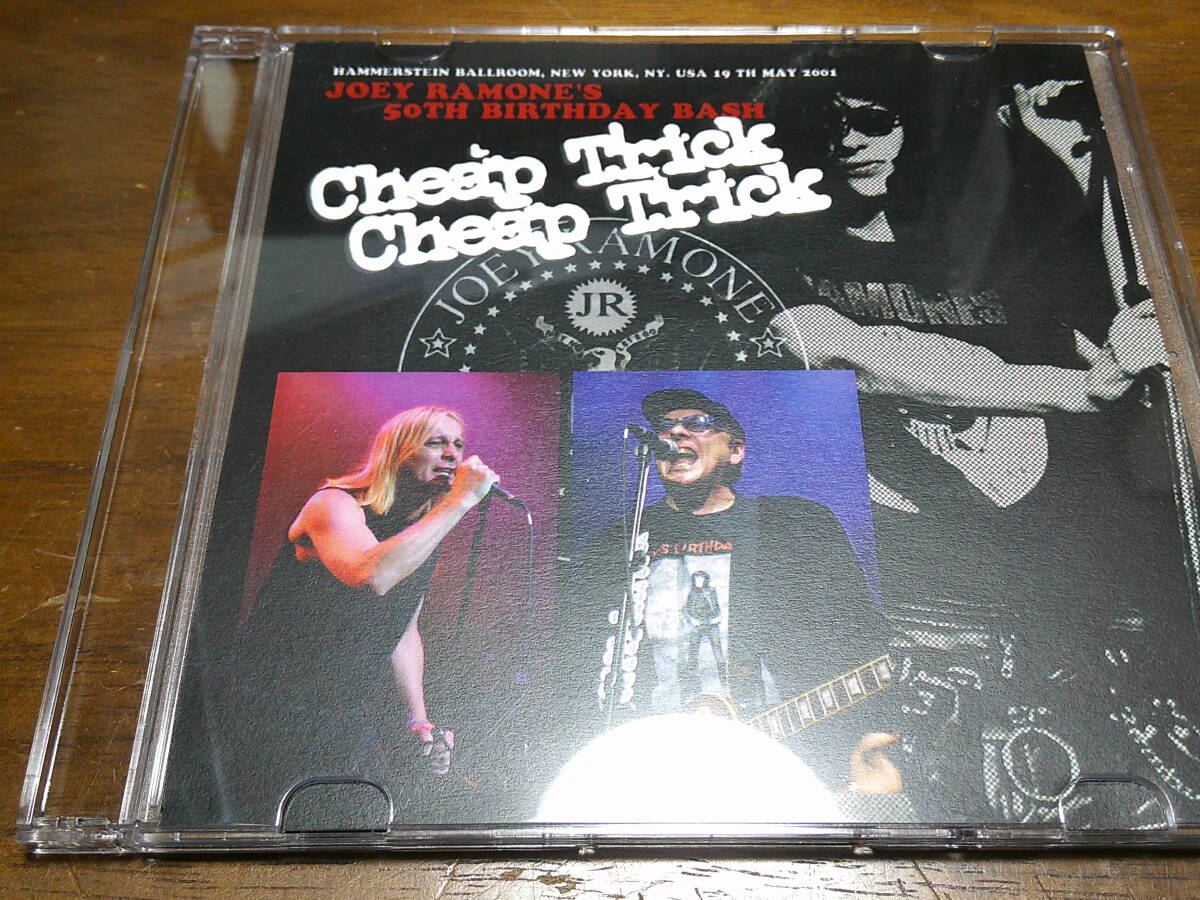 HAMMERSTEIN BALLROOM, NEW YORK, NY. USA 19 TH MAY 2001
JOEY RAMONE'S
50TH BIRTHDAY BASH
Cheap Trick
Cheap Trick
JOEY RAMONE
JR
RAMONES